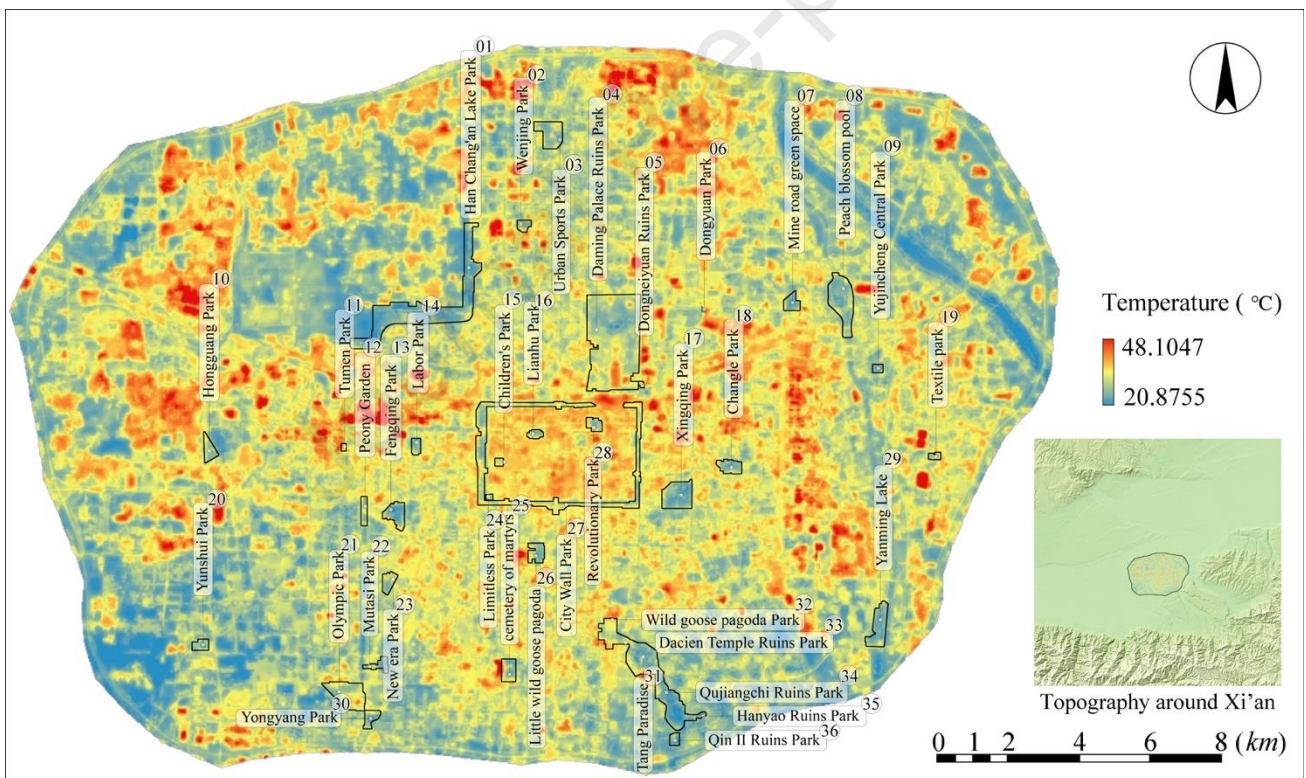 01
Han Chang'an Lake Park
02
Wenjing Park
03
Urban Sports Park
04
Daming Palace Ruins Park
05
Dongneiyuan Ruins Park
06
Dongyuan Park
07
Mine road green space
08
Peach blossom pool
09
Yujincheng Central Park
10
Hongguang Park
11
Tumen Park
12
Peony Garden
13
Fengqing Park
14
Labor Park
15
Children's Park
16
Lianhu Park
17
Xingqing Park
18
Changle Park
19
Textile park
20
Yunshui Park
21
Olympic Park
22
Mutasi Park
23
New era Park
24
Limitless Park
25
cemetery of martyrs
26
Little wild goose pagoda
27
City Wall Park
28
Revolutionary Park
29
Yanming Lake
30
Yongyang Park
31
Tang Paradise
32
Wild goose pagoda Park
33
Dacien Temple Ruins Park
34
Qujiangchi Ruins Park
35
Hanyao Ruins Park
36
Qin II Ruins Park
Temperature ( °C)
48.1047
20.8755
Topography around Xi'an
0 1 2 4 6 8 (km)